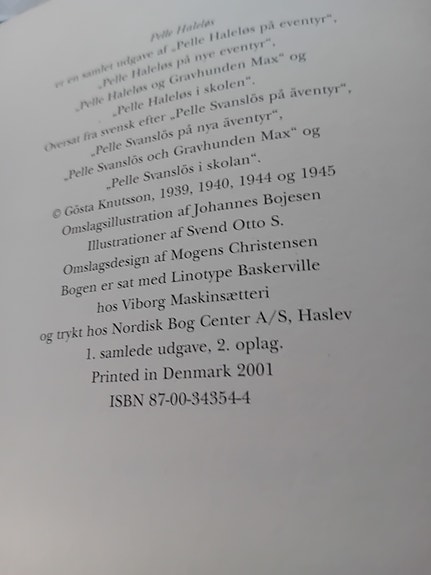 Pelle Haleløs
er en samlet udgave af „Pelle Haleløs på eventyr“,
„Pelle Haleløs på nye eventyr“,
„Pelle Haleløs og Gravhunden Max“ og
„Pelle Haleløs i skolen“.
Oversat fra svensk efter „Pelle Svanslös på äventyr“,
„Pelle Svanslös på nya äventyr“,
„Pelle Svanslös och Gravhunden Max“ og
„Pelle Svanslös i skolan“.
© Gösta Knutsson, 1939, 1940, 1944 og 1945
Omslagsillustration af Johannes Bojesen
Illustrationer af Svend Otto S.
Omslagsdesign af Mogens Christensen
Bogen er sat med Linotype Baskerville
hos Viborg Maskinsætteri
og trykt hos Nordisk Bog Center A/S, Haslev
1. samlede udgave, 2. oplag.
Printed in Denmark 2001
ISBN 87-00-34354-4